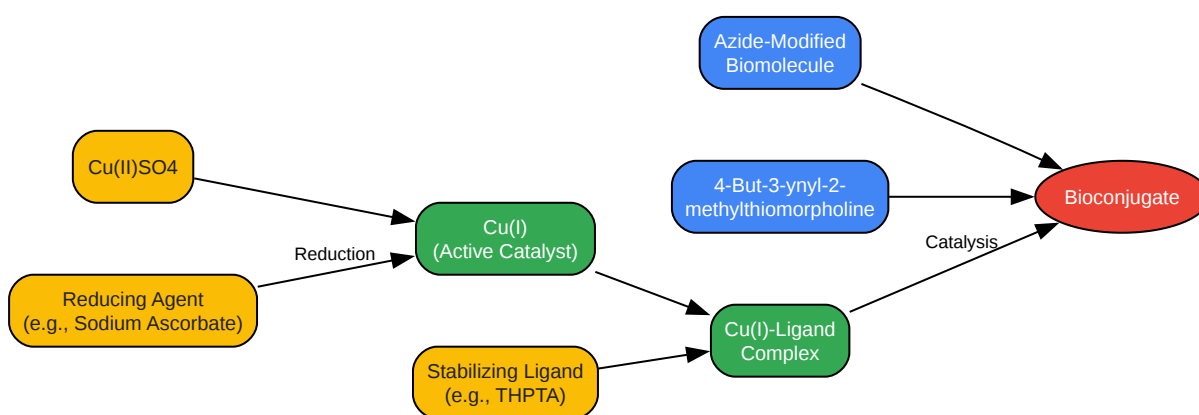 Azide-Modified
Biomolecule
Cu(II)SO4
4-But-3-ynyl-2-
methylthiomorpholine
Bioconjugate
Cu(I)
(Active Catalyst)
Reduction
Catalysis
Reducing Agent
(e.g., Sodium Ascorbate)
Cu(I)-Ligand
Complex
Stabilizing Ligand
(e.g., THPTA)